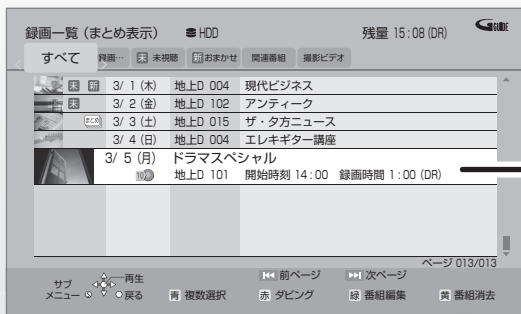 録画一覧(まとめ表示) HDD 残量 15:08(DR) GGUIDE
すべて 録画… 未 未視聴 新 おまかせ 関連番組 撮影ビデオ
未 新 3/ 1(木) 地上D 004 現代ビジネス
未 3/ 2(金) 地上D 102 アンティーク
まとめ 3/ 3(土) 地上D 015 ザ・タ方ニュース
3/ 4(日) 地上D 004 エレキギター講座
3/ 5(月) ドラマスペシャル
10 地上D 101 開始時刻 14:00 録画時間 1:00(DR)
ページ 013/013
サブメニュー S 再生 戻る 前ページ 次ページ
青 複数選択 赤 ダビング 緑 番組編集 黄 番組消去